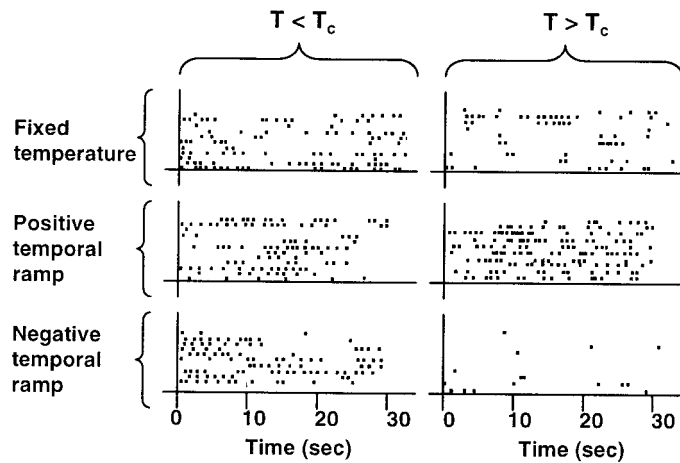 T < Tc
T > Tc
Fixed
temperature
Positive
temporal
ramp
Negative
temporal
ramp
0
10
20
30
0
10
20
30
Time (sec)
Time (sec)